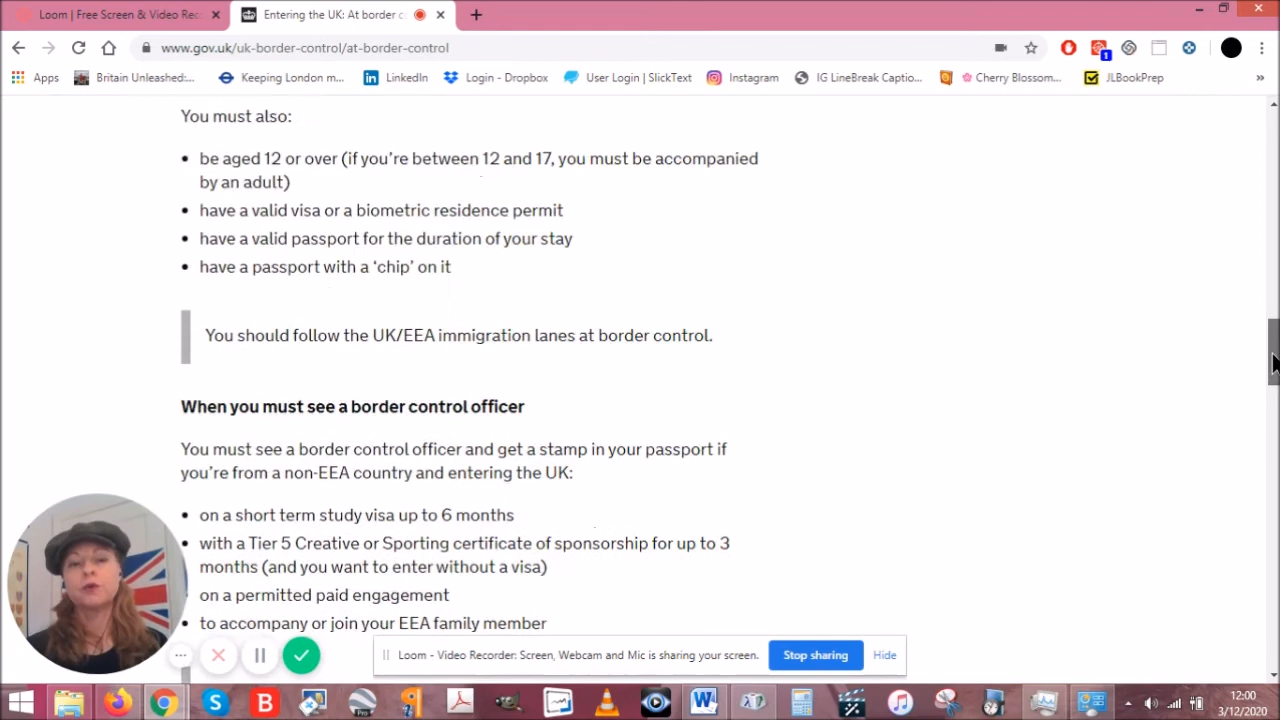 Loom | Free Screen & Video Rec
Entering the UK: At border c
www.gov.uk/uk-border-control/at-border-control
Apps
Britain Unleashed:...
Keeping London m...
LinkedIn
Login - Dropbox
User Login | SlickText
Instagram
IG LineBreak Captio...
Cherry Blossom...
JLBookPrep
»
You must also:
• be aged 12 or over (if you're between 12 and 17, you must be accompanied
by an adult)
• have a valid visa or a biometric residence permit
• have a valid passport for the duration of your stay
• have a passport with a ‘chip’ on it
You should follow the UK/EEA immigration lanes at border control.
When you must see a border control officer
You must see a border control officer and get a stamp in your passport if
you're from a non-EEA country and entering the UK:
• on a short term study visa up to 6 months
• with a Tier 5 Creative or Sporting certificate of sponsorship for up to 3
months (and you want to enter without a visa)
on a permitted paid engagement
• to accompany or join your EEA family member
Loom - Video Recorder: Screen, Webcam and Mic is sharing your screen.
Stop sharing
Hide
12:00
3/12/2020